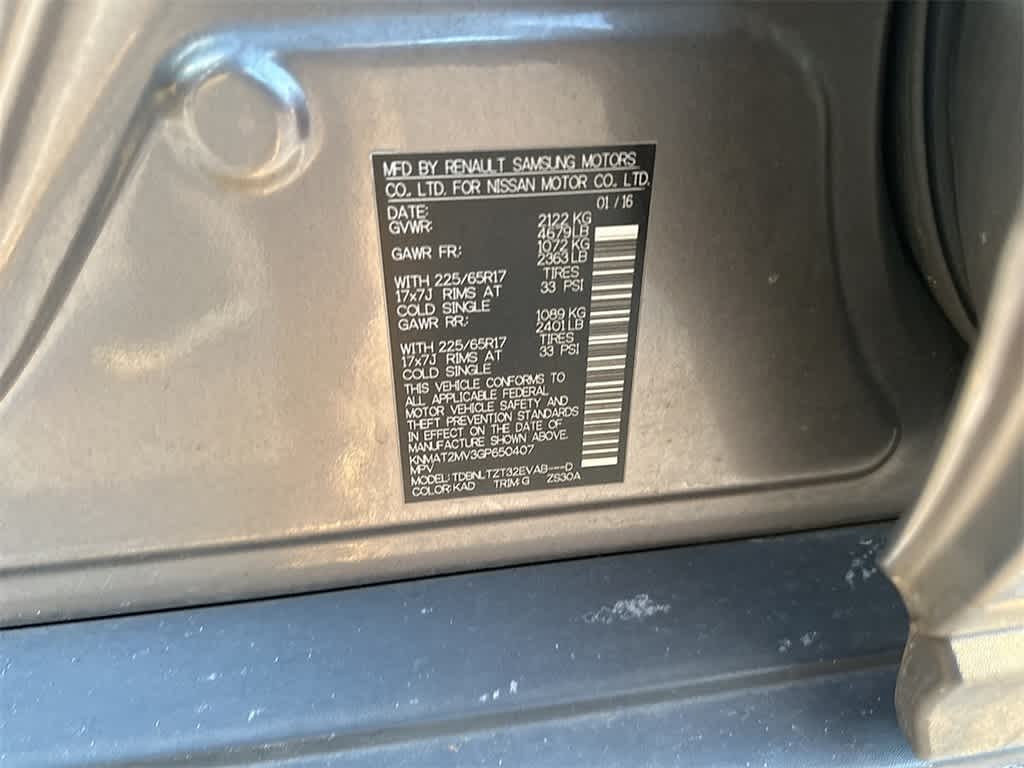 MFD BY RENAULT SAMSUNG MOTORS
CO., LTD. FOR NISSAN MOTOR CO., LTD.
DATE: 01 / 16
GVWR: 2122 KG
4679 LB
GAWR FR: 1072 KG
2363 LB
WITH 225/65R17 TIRES
17x7J RIMS AT 33 PSI
COLD SINGLE
GAWR RR: 1089 KG
2401 LB
WITH 225/65R17 TIRES
17x7J RIMS AT 33 PSI
COLD SINGLE
THIS VEHICLE CONFORMS TO
ALL APPLICABLE FEDERAL
MOTOR VEHICLE SAFETY AND
THEFT PREVENTION STANDARDS
IN EFFECT ON THE DATE OF
MANUFACTURE SHOWN ABOVE.
KNMAT2MV3GP650407
MPV
MODEL: TDBNLTZT32EVAB---D
COLOR: KAD TRIM: G ZS30A